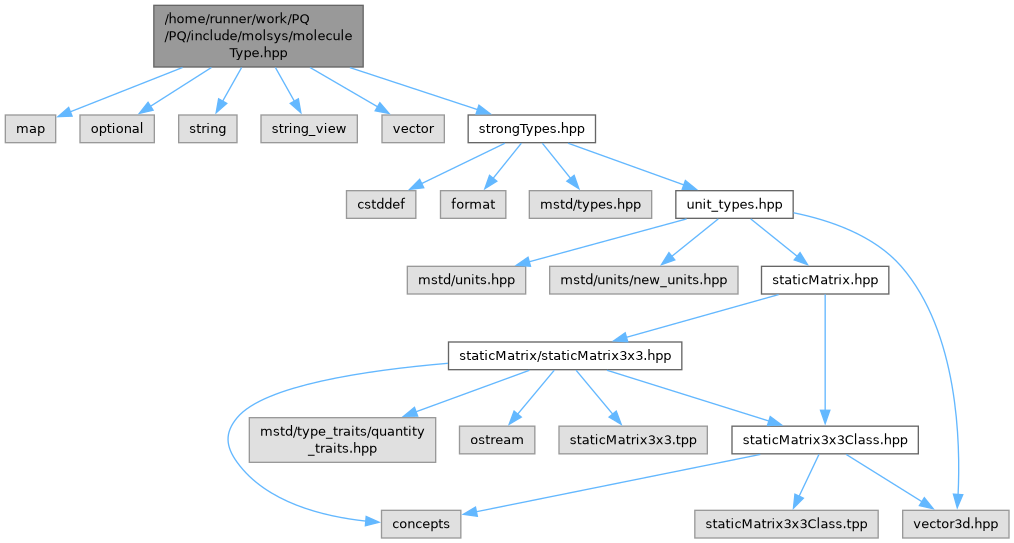 /home/runner/work/PQ
/PQ/include/molsys/molecule
Type.hpp
map
optional
string
string_view
vector
strongTypes.hpp
cstddef
format
mstd/types.hpp
unit_types.hpp
mstd/units.hpp
mstd/units/new_units.hpp
staticMatrix.hpp
staticMatrix/staticMatrix3x3.hpp
mstd/type_traits/quantity
_traits.hpp
ostream
staticMatrix3x3.tpp
staticMatrix3x3Class.hpp
concepts
staticMatrix3x3Class.tpp
vector3d.hpp